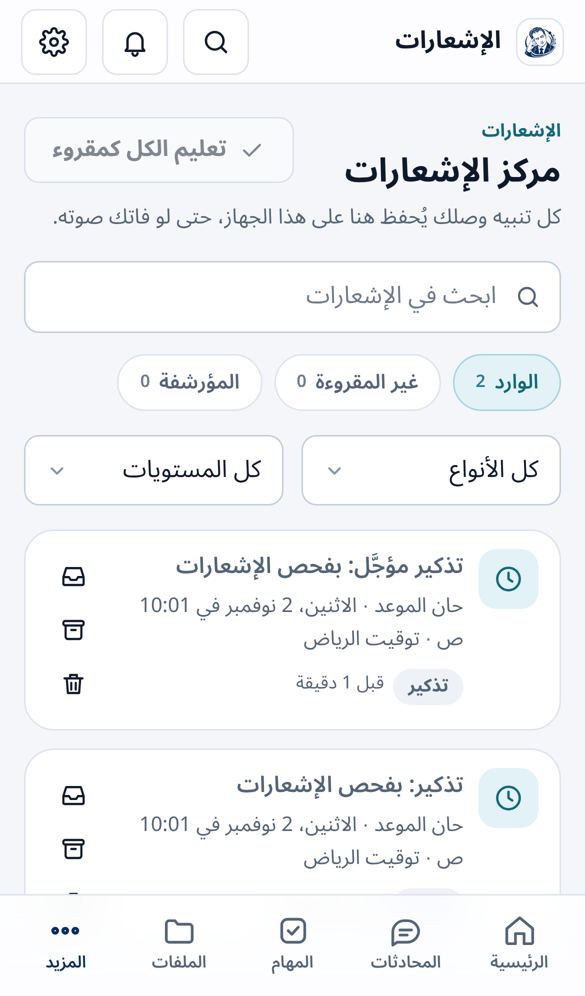 الإشعارات
الإشعارات
مركز الإشعارات
تعليم الكل كمقروء
كل تنبيه وصلك يُحفظ هنا على هذا الجهاز، حتى لو فاتك صوته.
ابحث في الإشعارات
الوارد 2
غير المقروءة 0
المؤرشفة 0
كل الأنواع
كل المستويات
تذكير مؤجَّل: بفحص الإشعارات
حان الموعد · الاثنين، 2 نوفمبر في 10:01
ص · توقيت الرياض
تذكير قبل 1 دقيقة
تذكير: بفحص الإشعارات
حان الموعد · الاثنين، 2 نوفمبر في 10:01
ص · توقيت الرياض
الرئيسية
المحادثات
المهام
الملفات
المزيد